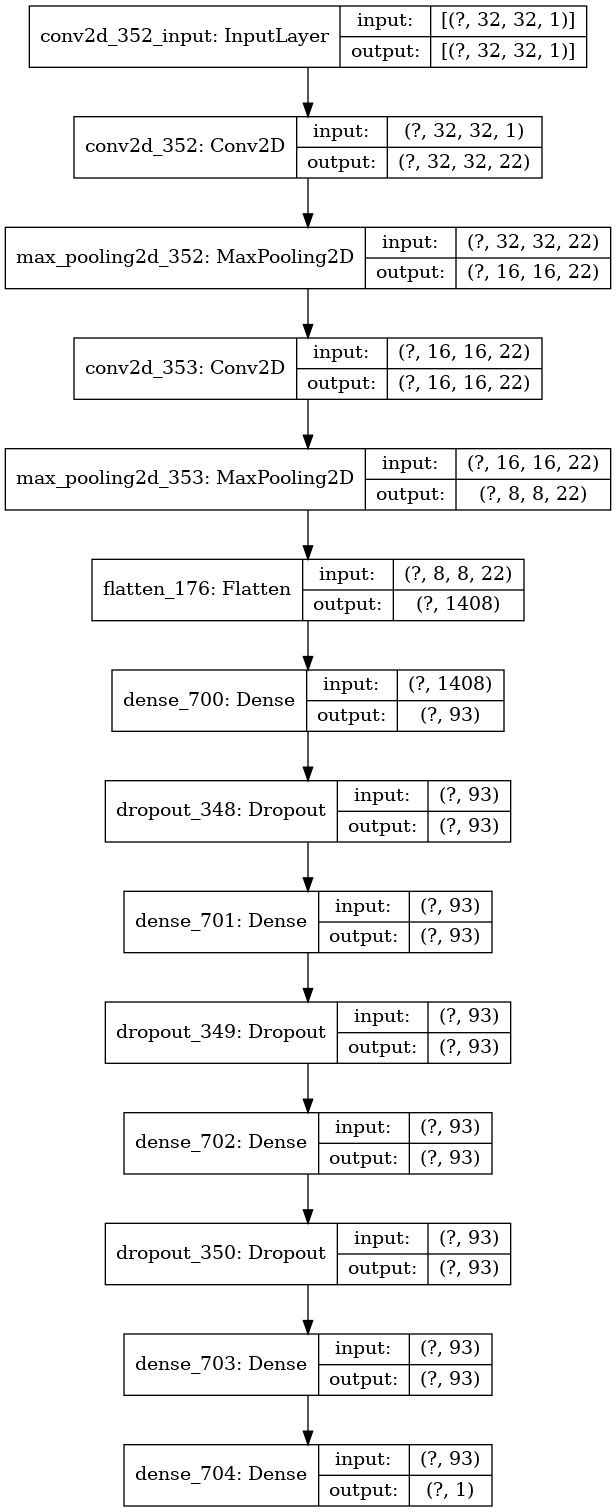 conv2d_352_input: InputLayer
input: [(?, 32, 32, 1)]
output: [(?, 32, 32, 1)]
conv2d_352: Conv2D
input: (?, 32, 32, 1)
output: (?, 32, 32, 22)
max_pooling2d_352: MaxPooling2D
input: (?, 32, 32, 22)
output: (?, 16, 16, 22)
conv2d_353: Conv2D
input: (?, 16, 16, 22)
output: (?, 16, 16, 22)
max_pooling2d_353: MaxPooling2D
input: (?, 16, 16, 22)
output: (?, 8, 8, 22)
flatten_176: Flatten
input: (?, 8, 8, 22)
output: (?, 1408)
dense_700: Dense
input: (?, 1408)
output: (?, 93)
dropout_348: Dropout
input: (?, 93)
output: (?, 93)
dense_701: Dense
input: (?, 93)
output: (?, 93)
dropout_349: Dropout
input: (?, 93)
output: (?, 93)
dense_702: Dense
input: (?, 93)
output: (?, 93)
dropout_350: Dropout
input: (?, 93)
output: (?, 93)
dense_703: Dense
input: (?, 93)
output: (?, 93)
dense_704: Dense
input: (?, 93)
output: (?, 1)